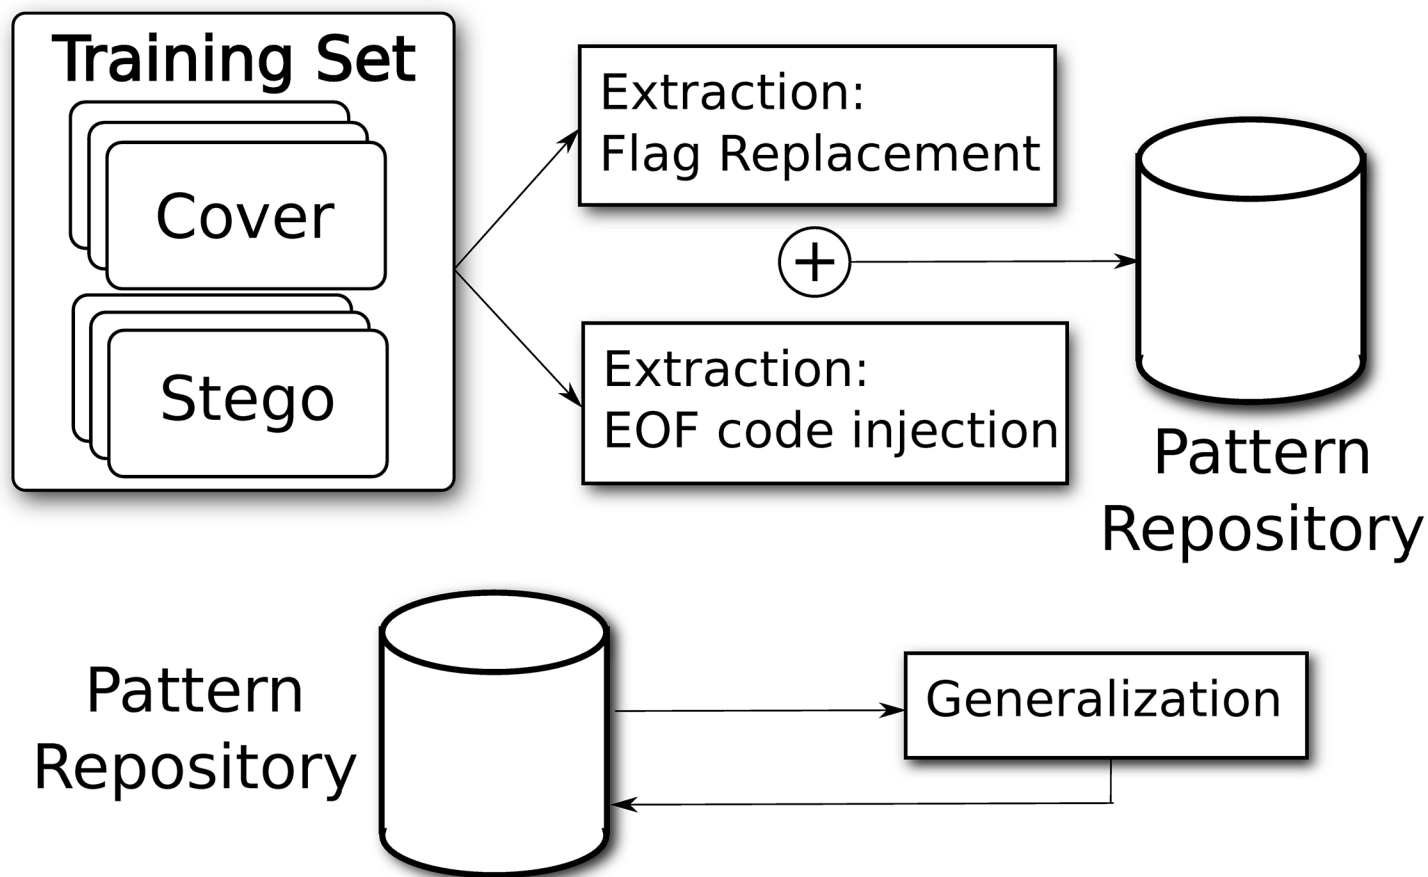 Training Set
Cover
Stego
Extraction:
Flag Replacement
+
Extraction:
EOF code injection
Pattern
Repository
Pattern
Repository
Generalization